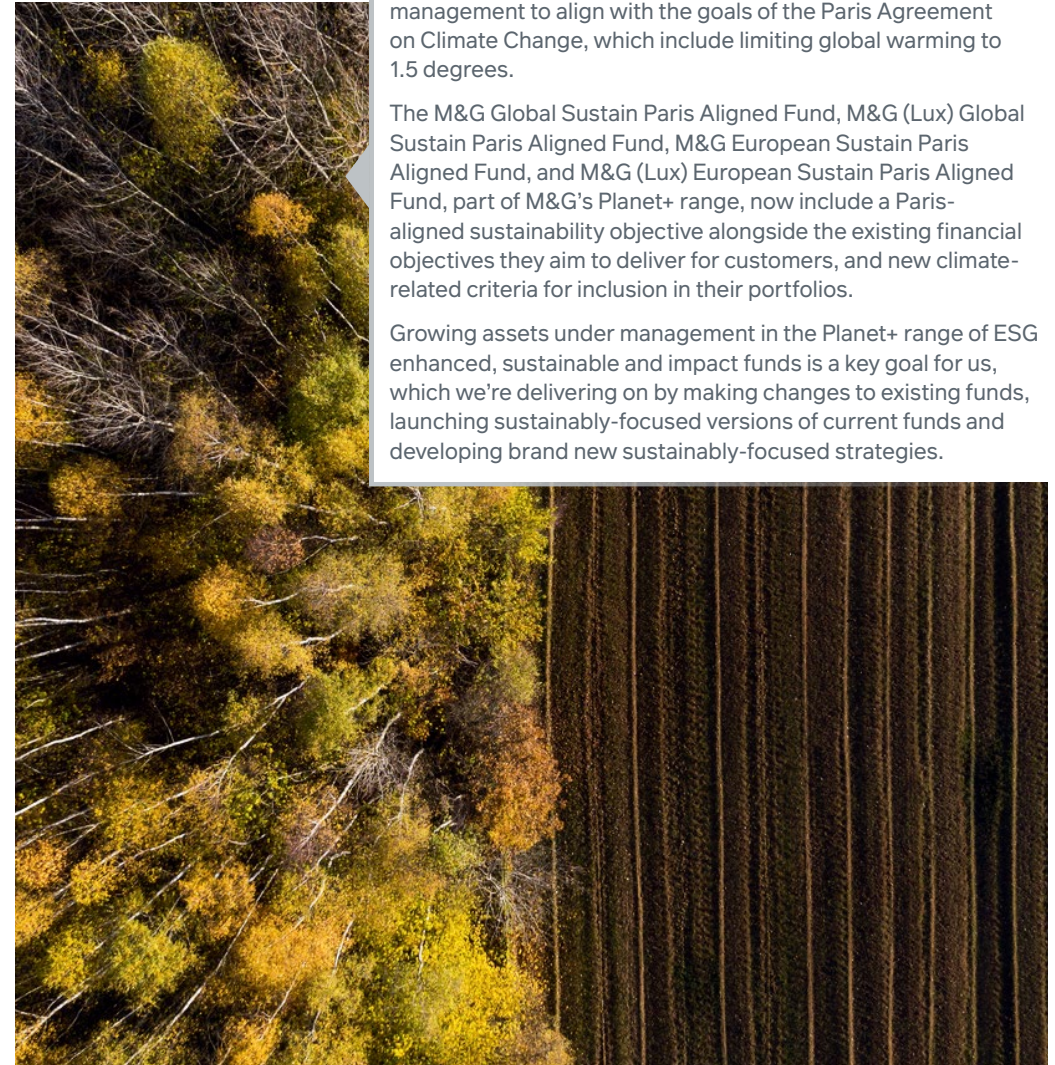 management to align with the goals of the Paris Agreement
on Climate Change, which include limiting global warming to
1.5 degrees.
The M&G Global Sustain Paris Aligned Fund, M&G (Lux) Global
Sustain Paris Aligned Fund, M&G European Sustain Paris
Aligned Fund, and M&G (Lux) European Sustain Paris Aligned
Fund, part of M&G’s Planet+ range, now include a Paris-
aligned sustainability objective alongside the existing financial
objectives they aim to deliver for customers, and new climate-
related criteria for inclusion in their portfolios.
Growing assets under management in the Planet+ range of ESG
enhanced, sustainable and impact funds is a key goal for us,
which we’re delivering on by making changes to existing funds,
launching sustainably-focused versions of current funds and
developing brand new sustainably-focused strategies.